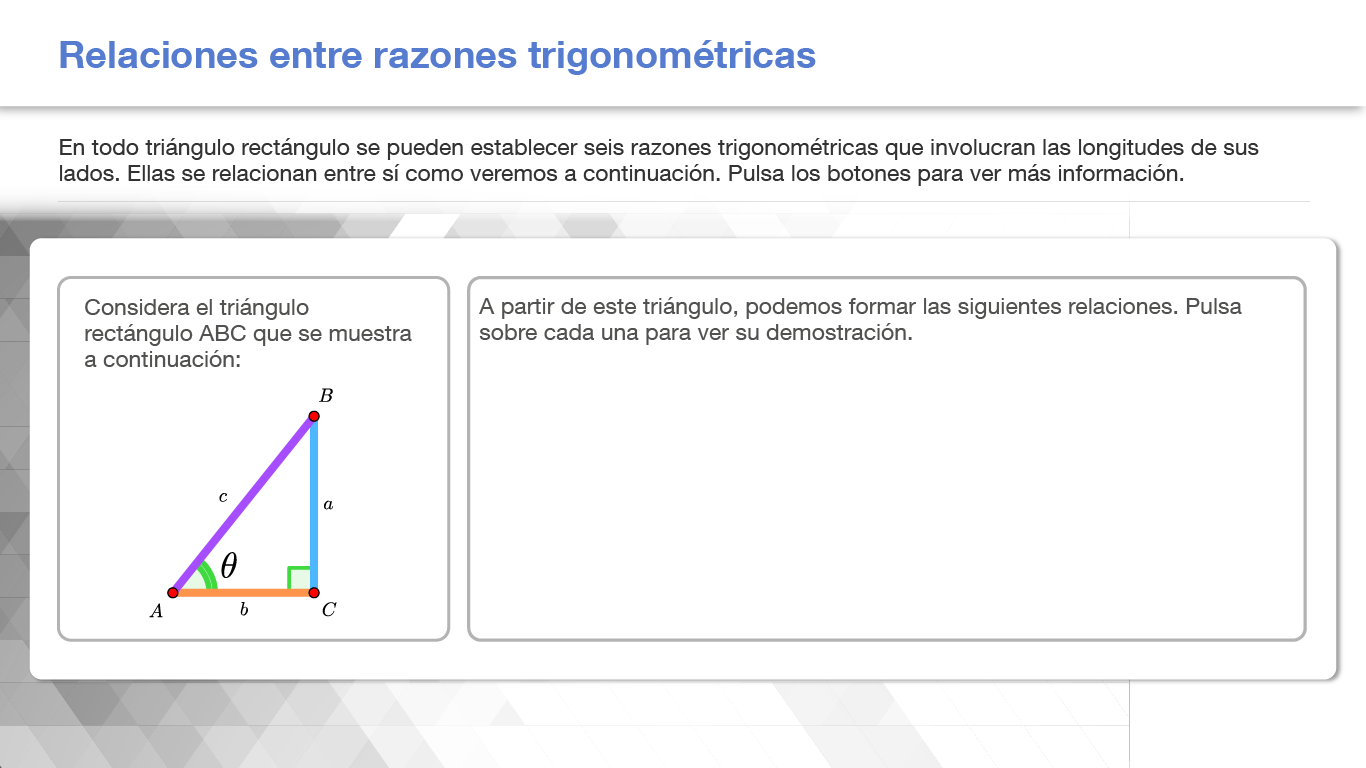 Relaciones entre razones trigonométricas
En todo triángulo rectángulo se pueden establecer seis razones trigonométricas que involucran las longitudes de sus
lados. Ellas se relacionan entre sí como veremos a continuación. Pulsa los botones para ver más información.
Considera el triángulo
rectángulo ABC que se muestra
a continuación:
B
c
a
θ
A
b
C
A partir de este triángulo, podemos formar las siguientes relaciones. Pulsa
sobre cada una para ver su demostración.